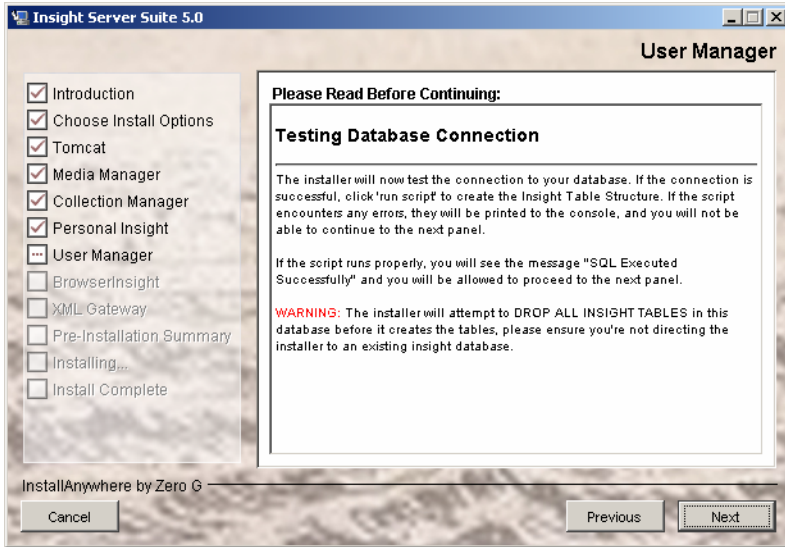 Insight Server Suite 5.0
User Manager
Introduction
Choose Install Options
Tomcat
Media Manager
Collection Manager
Personal Insight
User Manager
BrowserInsight
XML Gateway
Pre-Installation Summary
Installing...
Install Complete
Please Read Before Continuing:
Testing Database Connection
The installer will now test the connection to your database. If the connection is
successful, click 'run script' to create the Insight Table Structure. If the script
encounters any errors, they will be printed to the console, and you will not be
able to continue to the next panel.
If the script runs properly, you will see the message "SQL Executed
Successfully" and you will be allowed to proceed to the next panel.
WARNING: The installer will attempt to DROP ALL INSIGHT TABLES in this
database before it creates the tables, please ensure you're not directing the
installer to an existing insight database.
InstallAnywhere by Zero G
Cancel
Previous
Next